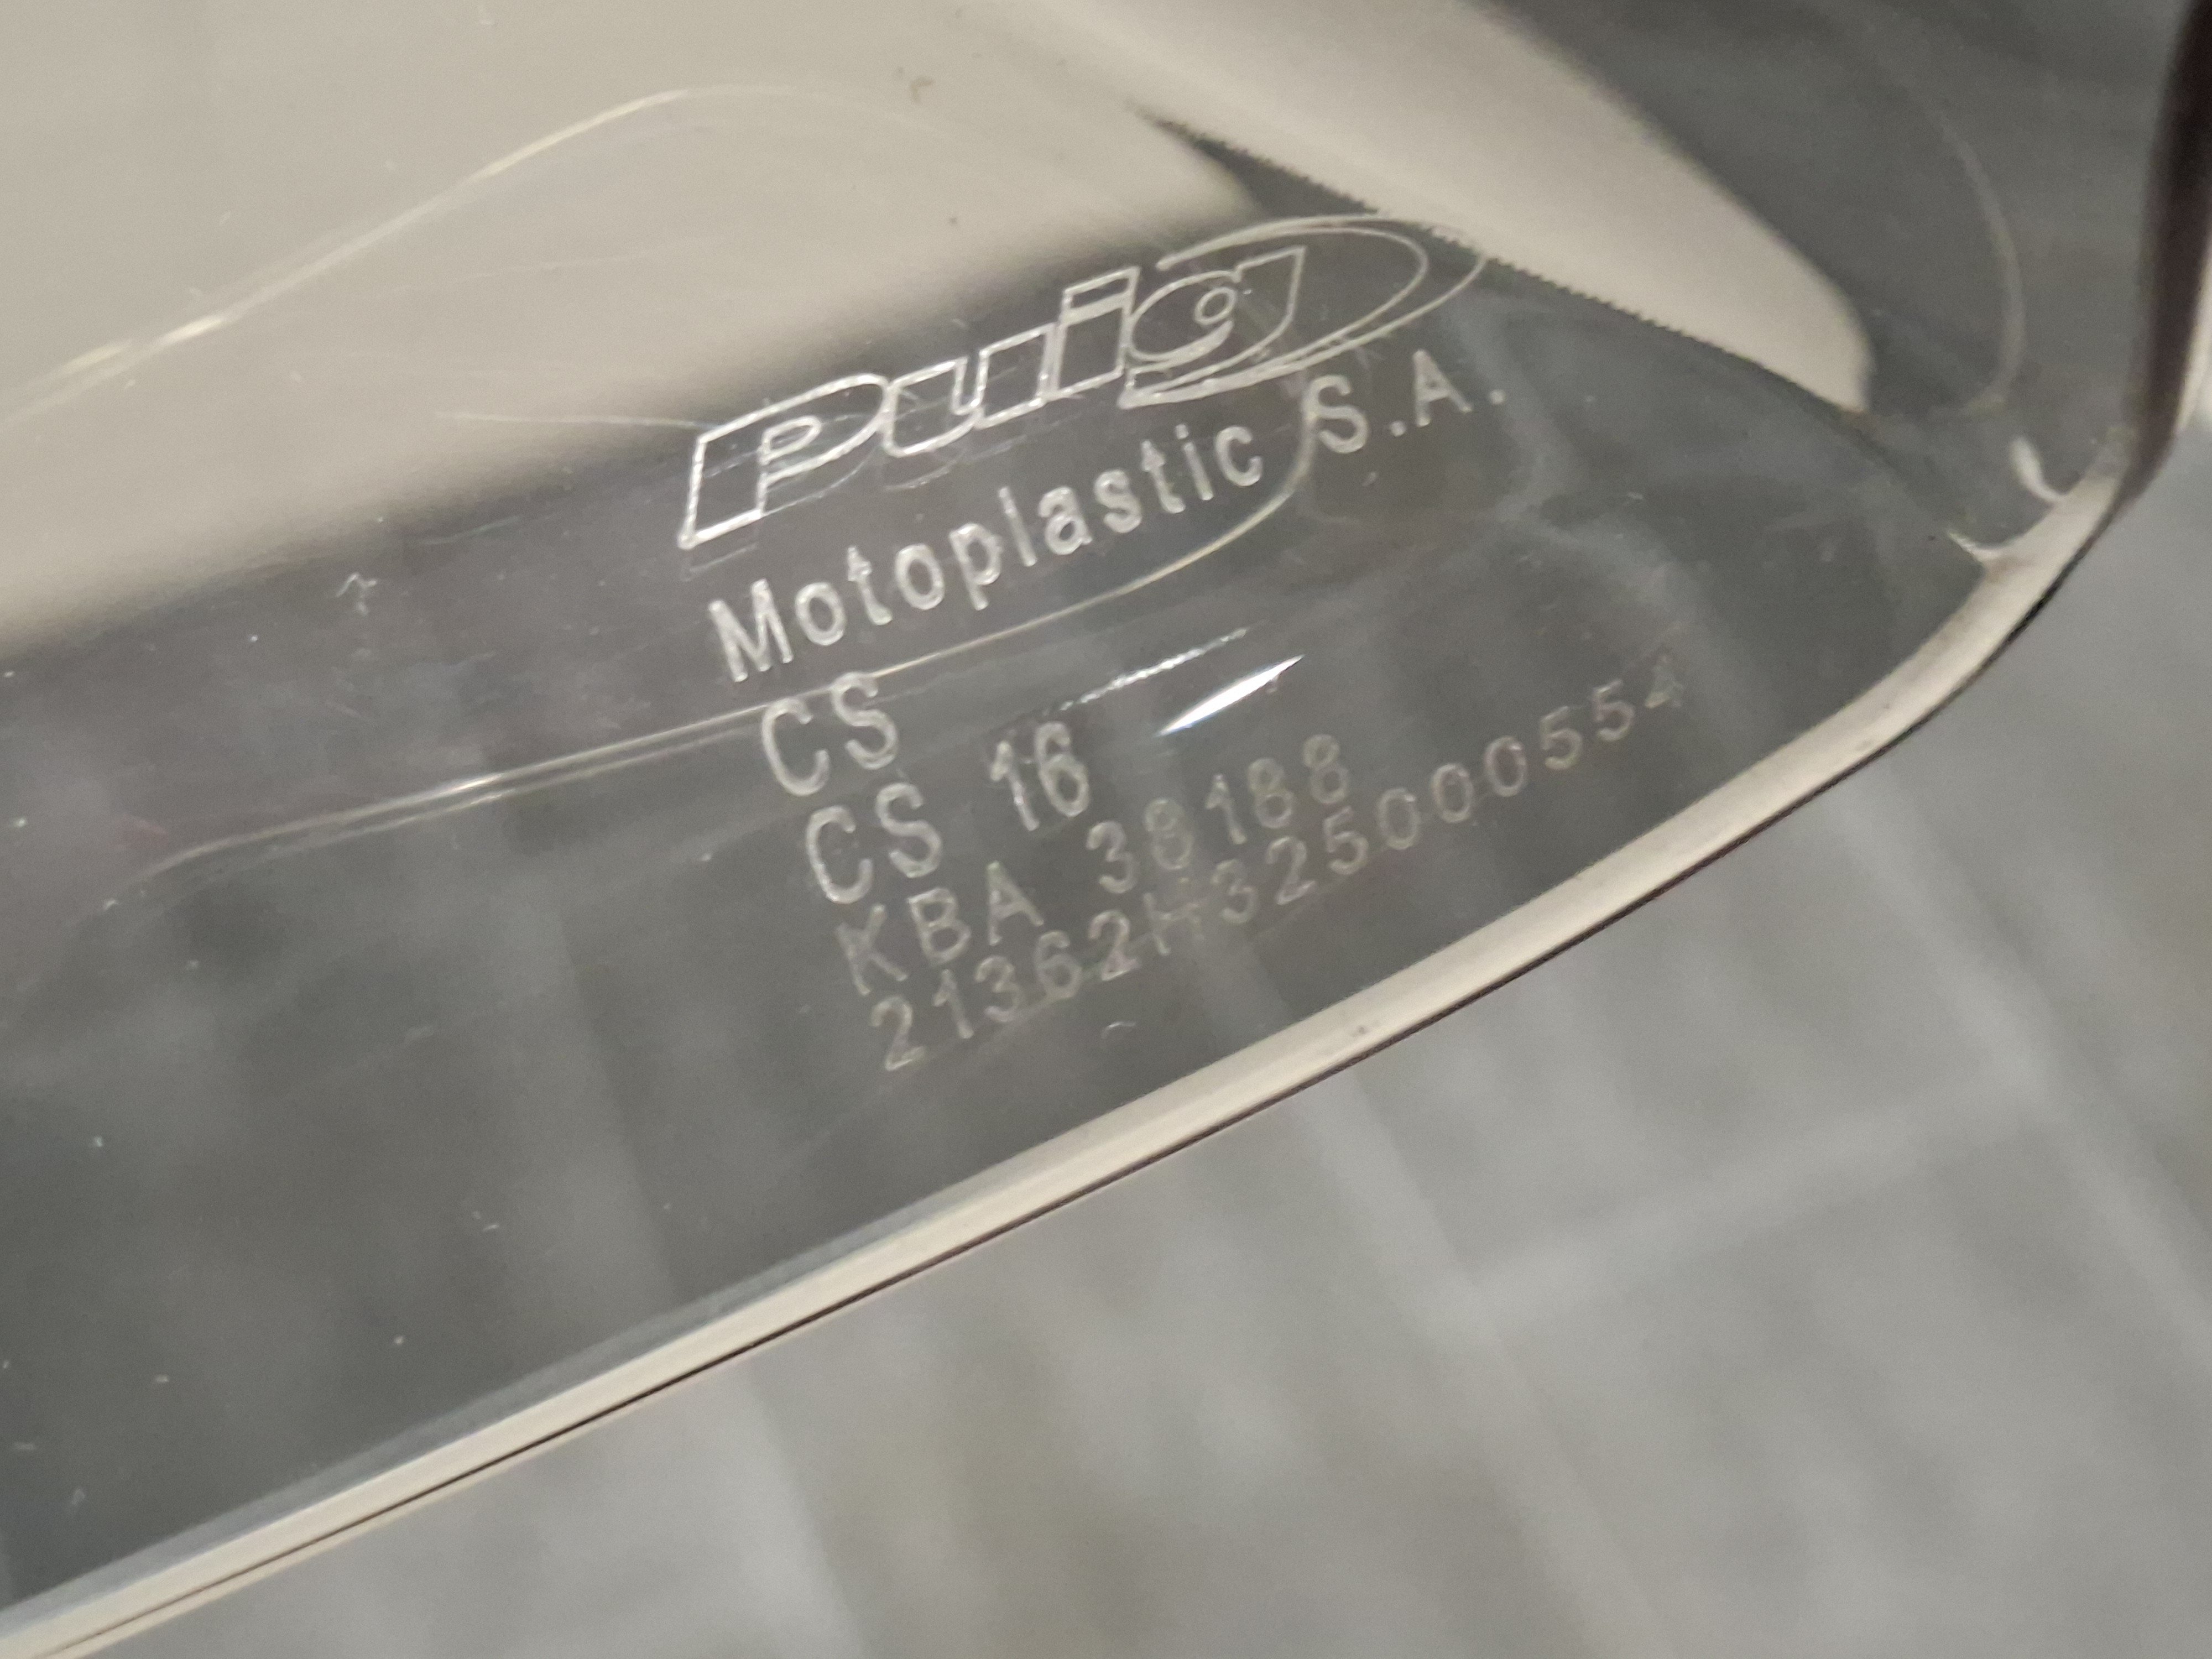 Puig
Motoplastic S.A.
CS
CS 16
KBA 38188
21362H325000554